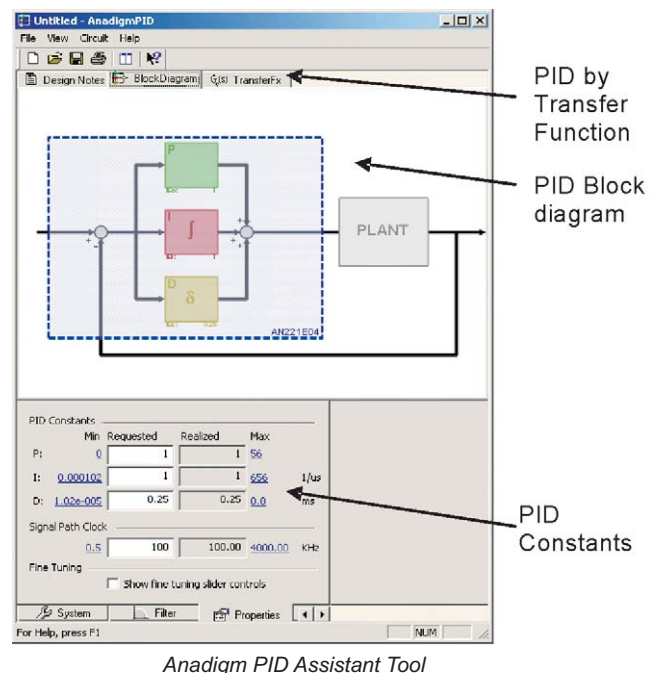 Untitled - AnadigmPID
File View Circuit Help
Design Notes BlockDiagram TransferFx
PID by
Transfer
Function
PID Block
diagram
P
I
∫
D
δ
+
-
+
+
+
PLANT
AN221E04
PID Constants
Min Requested Realized Max
P: 0 1 1 56
I: 0.000102 1 1 656 1/us
D: 1.02e-005 0.25 0.25 0.0 ms
PID
Constants
Signal Path Clock
0.5 100 100.00 4000.00 KHz
Fine Tuning
Show fine tuning slider controls
System Filter Properties
For Help, press F1 NUM
Anadigm PID Assistant Tool